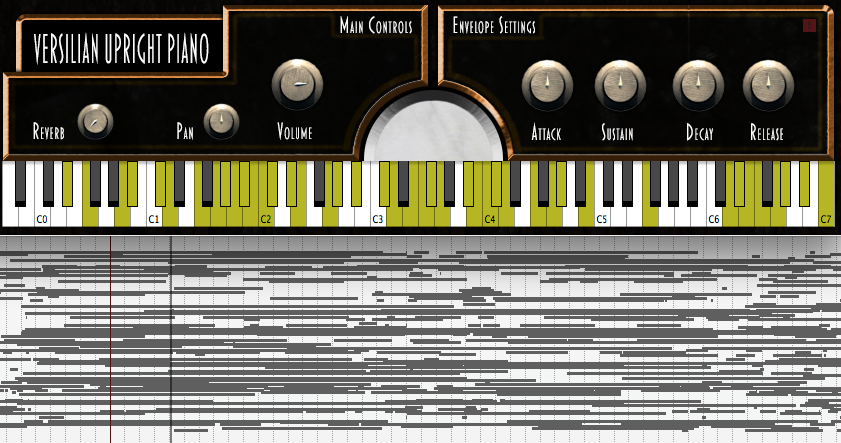 Main Controls
Envelope Settings
VERSILIAN UPRIGHT PIANO
Reverb
Pan
Volume
Attack
Sustain
Decay
Release
C0 C1 C2 C3 C4 C5 C6 C7